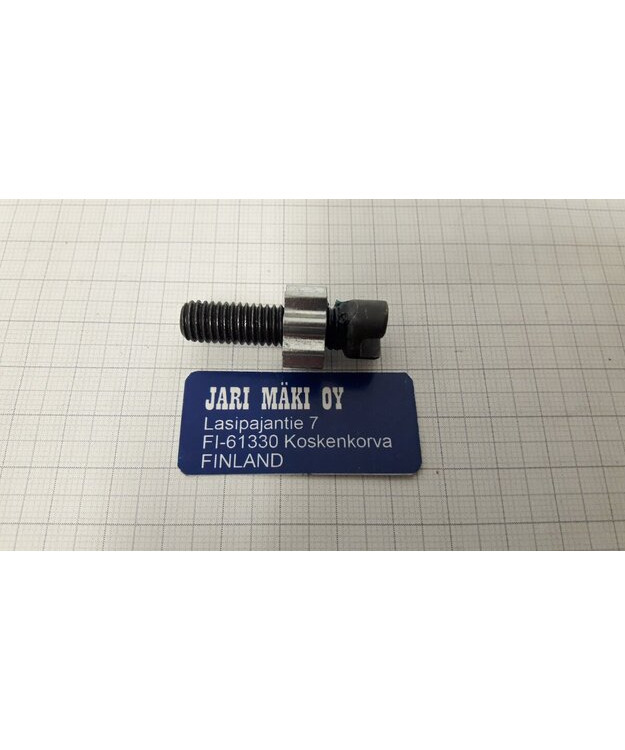 JARI MÄKI OY
Lasipajantie 7
FI-61330 Koskenkorva
FINLAND